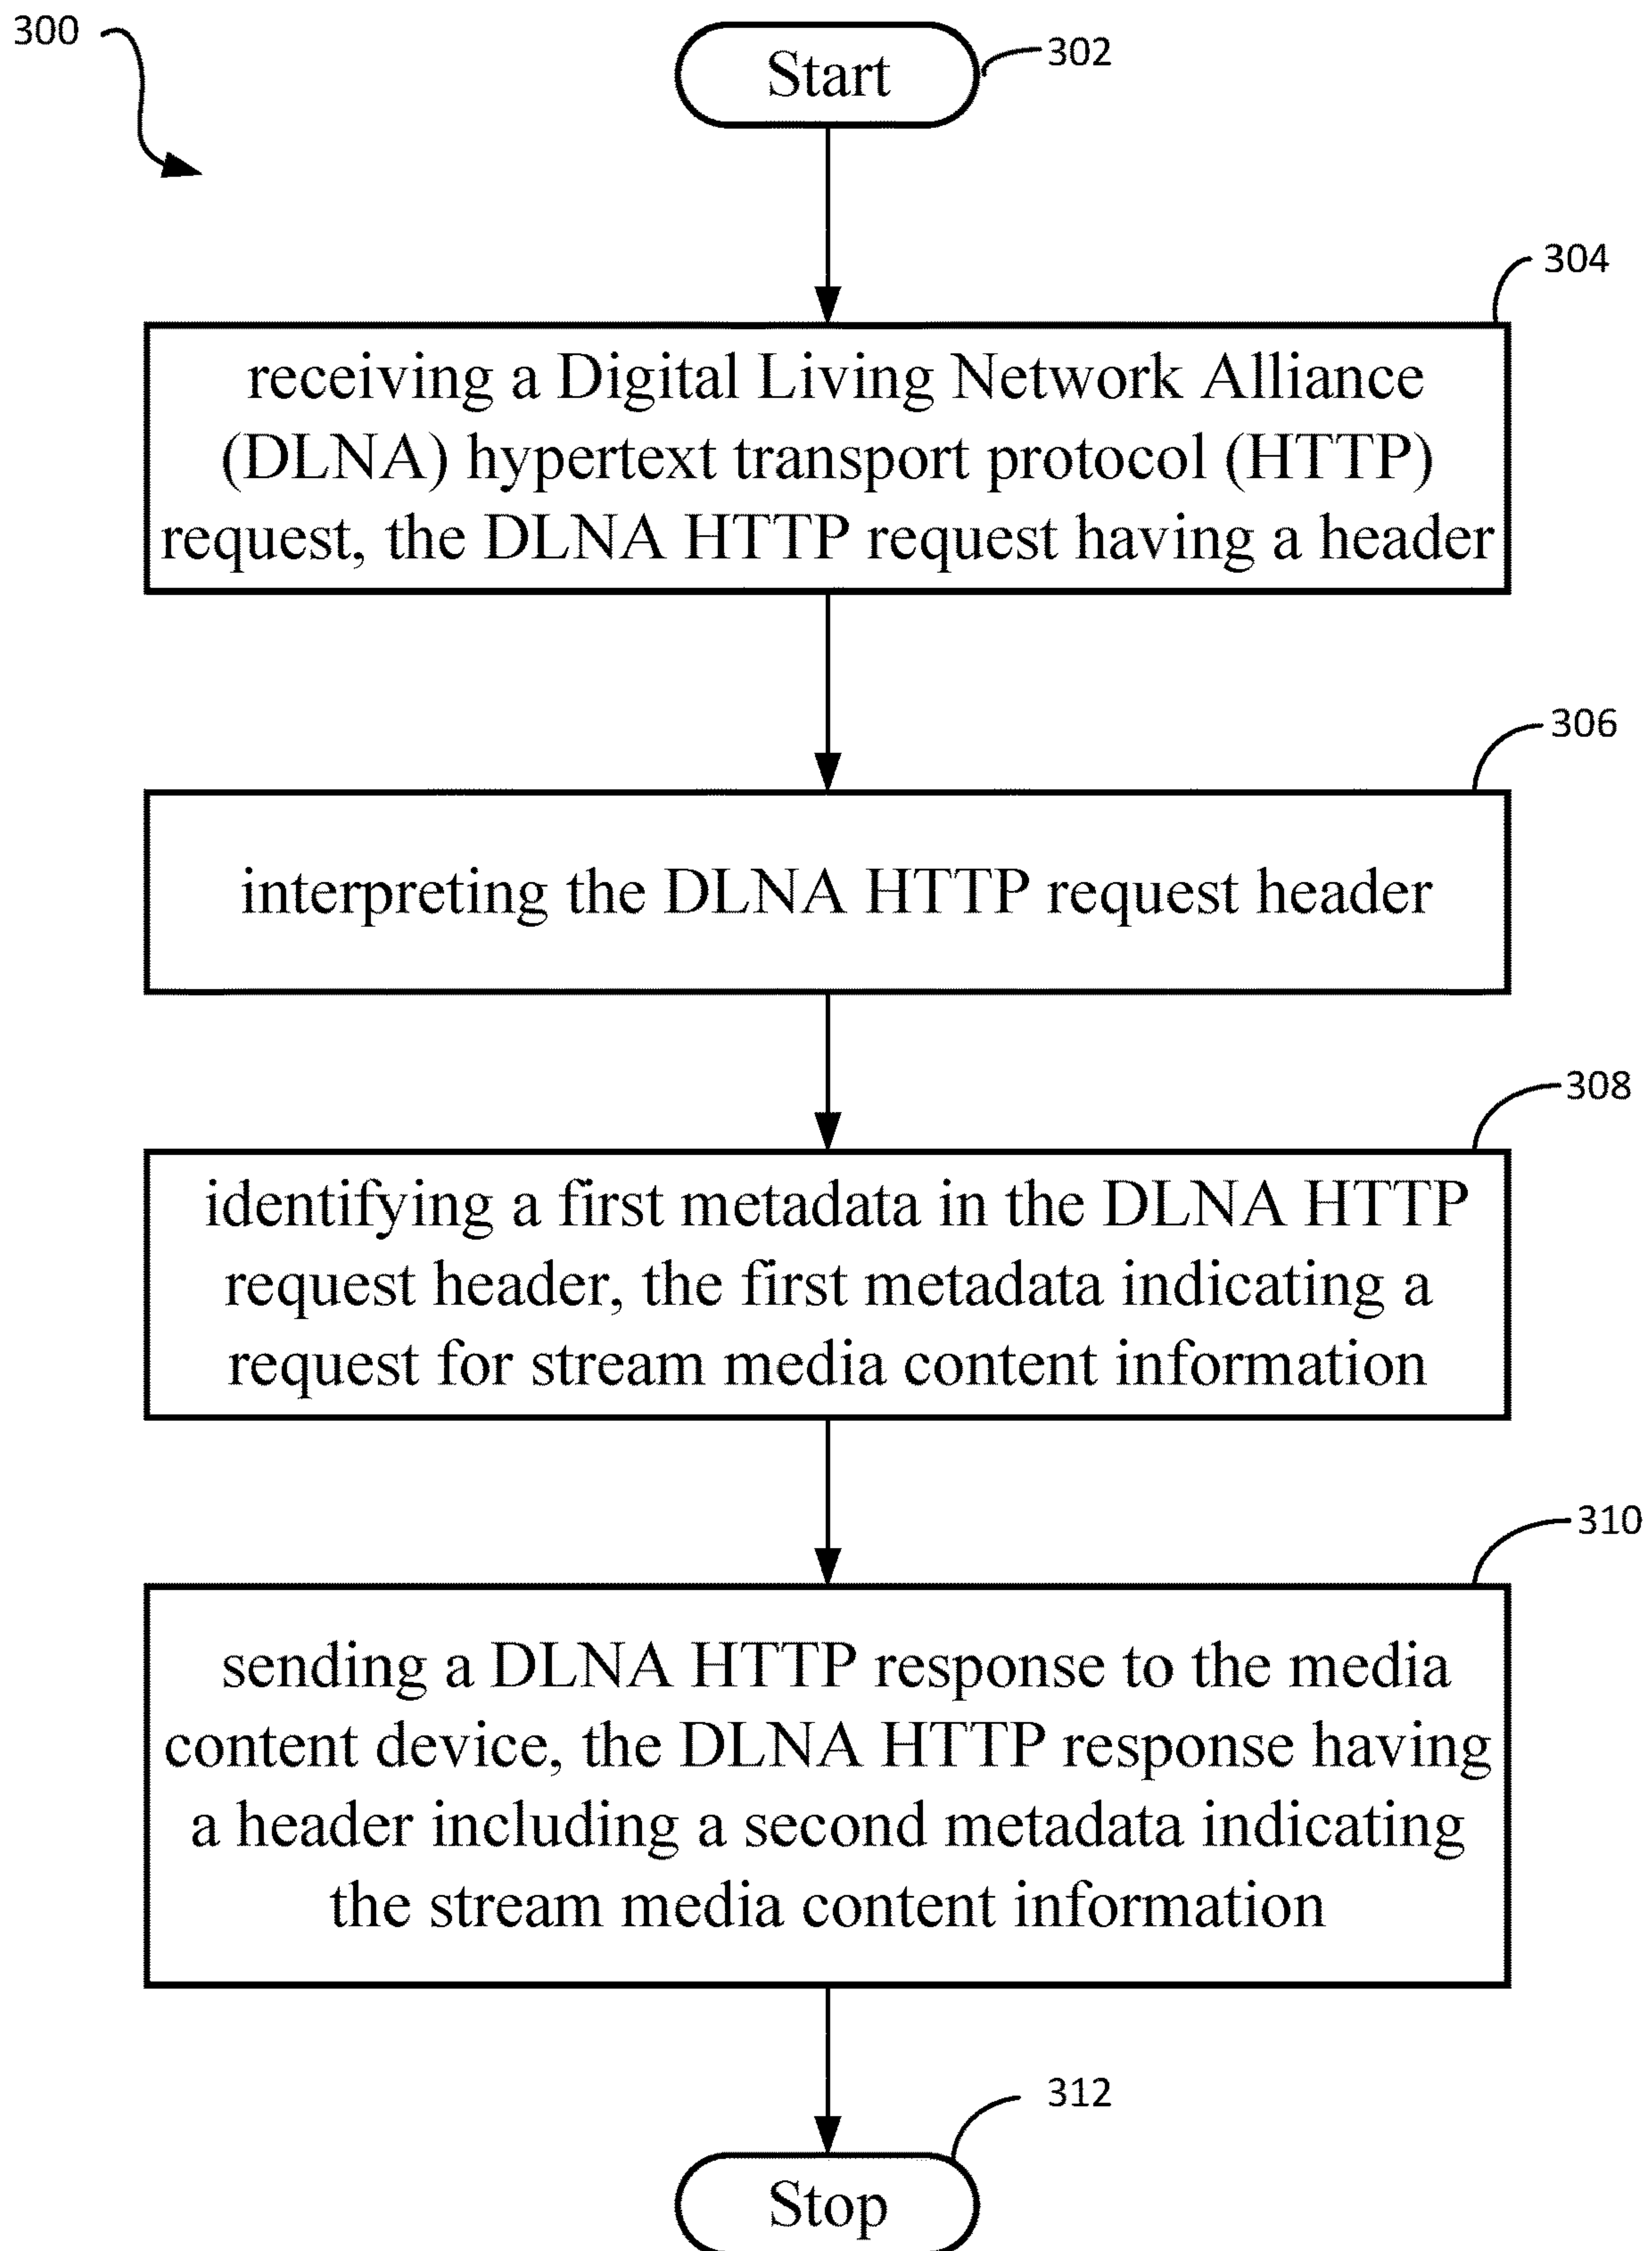 300
302
Start
304
receiving a Digital Living Network Alliance
(DLNA) hypertext transport protocol (HTTP)
request, the DLNA HTTP request having a header
306
interpreting the DLNA HTTP request header
308
identifying a first metadata in the DLNA HTTP
request header, the first metadata indicating a
request for stream media content information
310
sending a DLNA HTTP response to the media
content device, the DLNA HTTP response having
a header including a second metadata indicating
the stream media content information
312
Stop